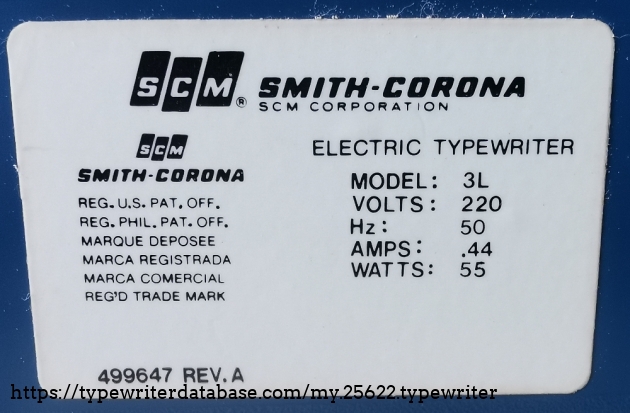 SCM® SMITH-CORONA
SCM CORPORATION
SCM
SMITH-CORONA
REG. U.S. PAT. OFF.
REG. PHIL. PAT. OFF.
MARQUE DEPOSEE
MARCA REGISTRADA
MARCA COMERCIAL
REG'D TRADE MARK
ELECTRIC TYPEWRITER
MODEL: 3L
VOLTS: 220
Hz: 50
AMPS: .44
WATTS: 55
499647 REV. A
https://typewriterdatabase.com/my.25622.typewriter